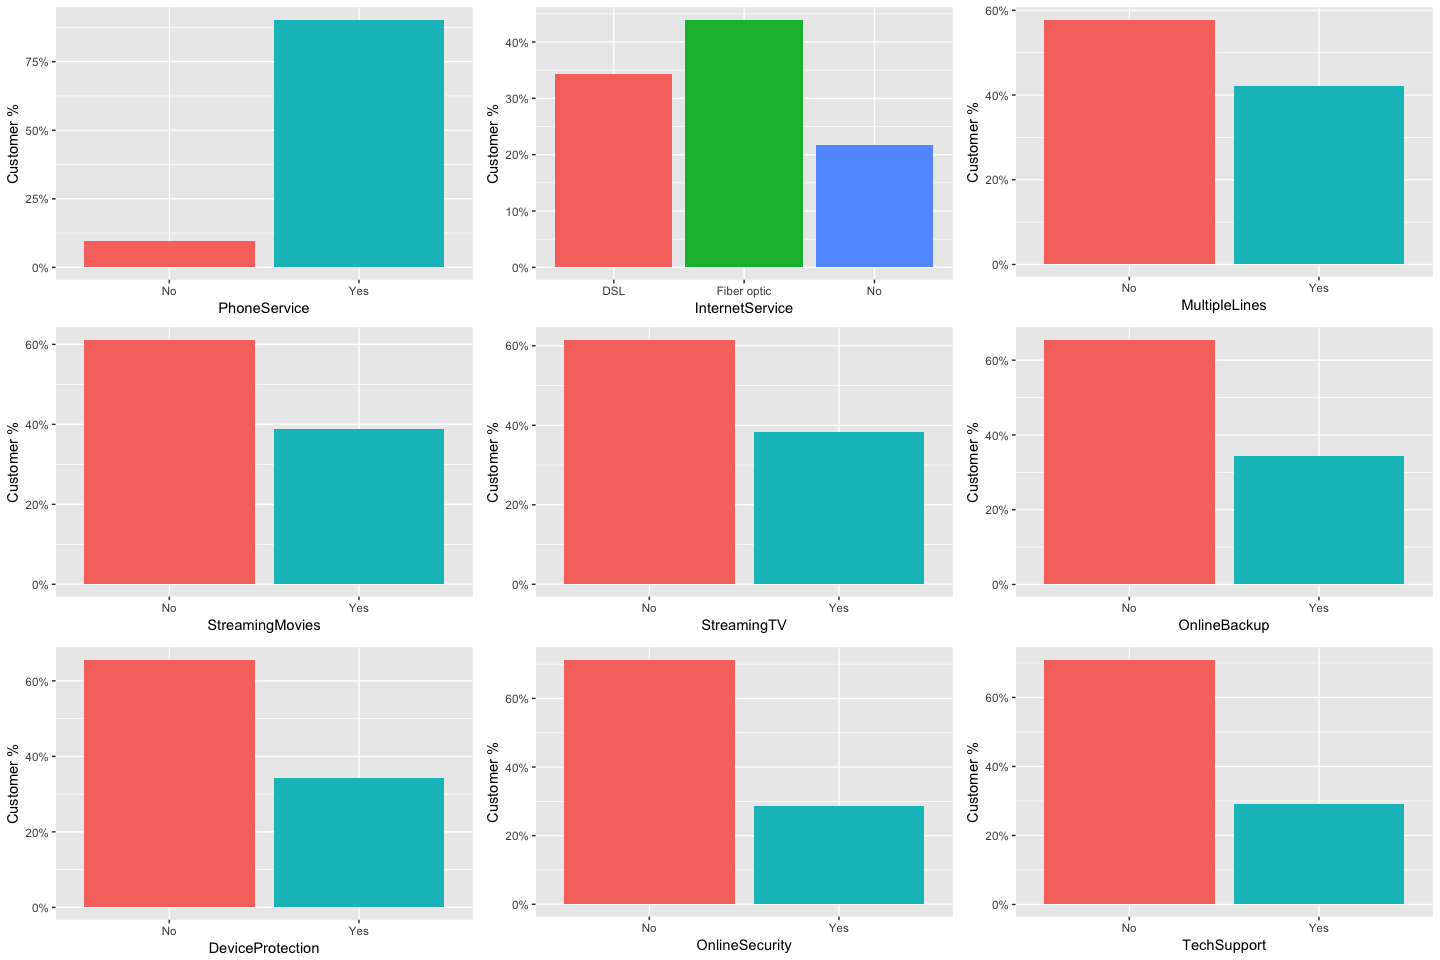 Customer %
75%
50%
25%
0%
No Yes
PhoneService
Customer %
40%
30%
20%
10%
0%
DSL Fiber optic No
InternetService
Customer %
60%
40%
20%
0%
No Yes
MultipleLines
Customer %
60%
40%
20%
0%
No Yes
StreamingMovies
Customer %
60%
40%
20%
0%
No Yes
StreamingTV
Customer %
60%
40%
20%
0%
No Yes
OnlineBackup
Customer %
60%
40%
20%
0%
No Yes
DeviceProtection
Customer %
60%
40%
20%
0%
No Yes
OnlineSecurity
Customer %
60%
40%
20%
0%
No Yes
TechSupport